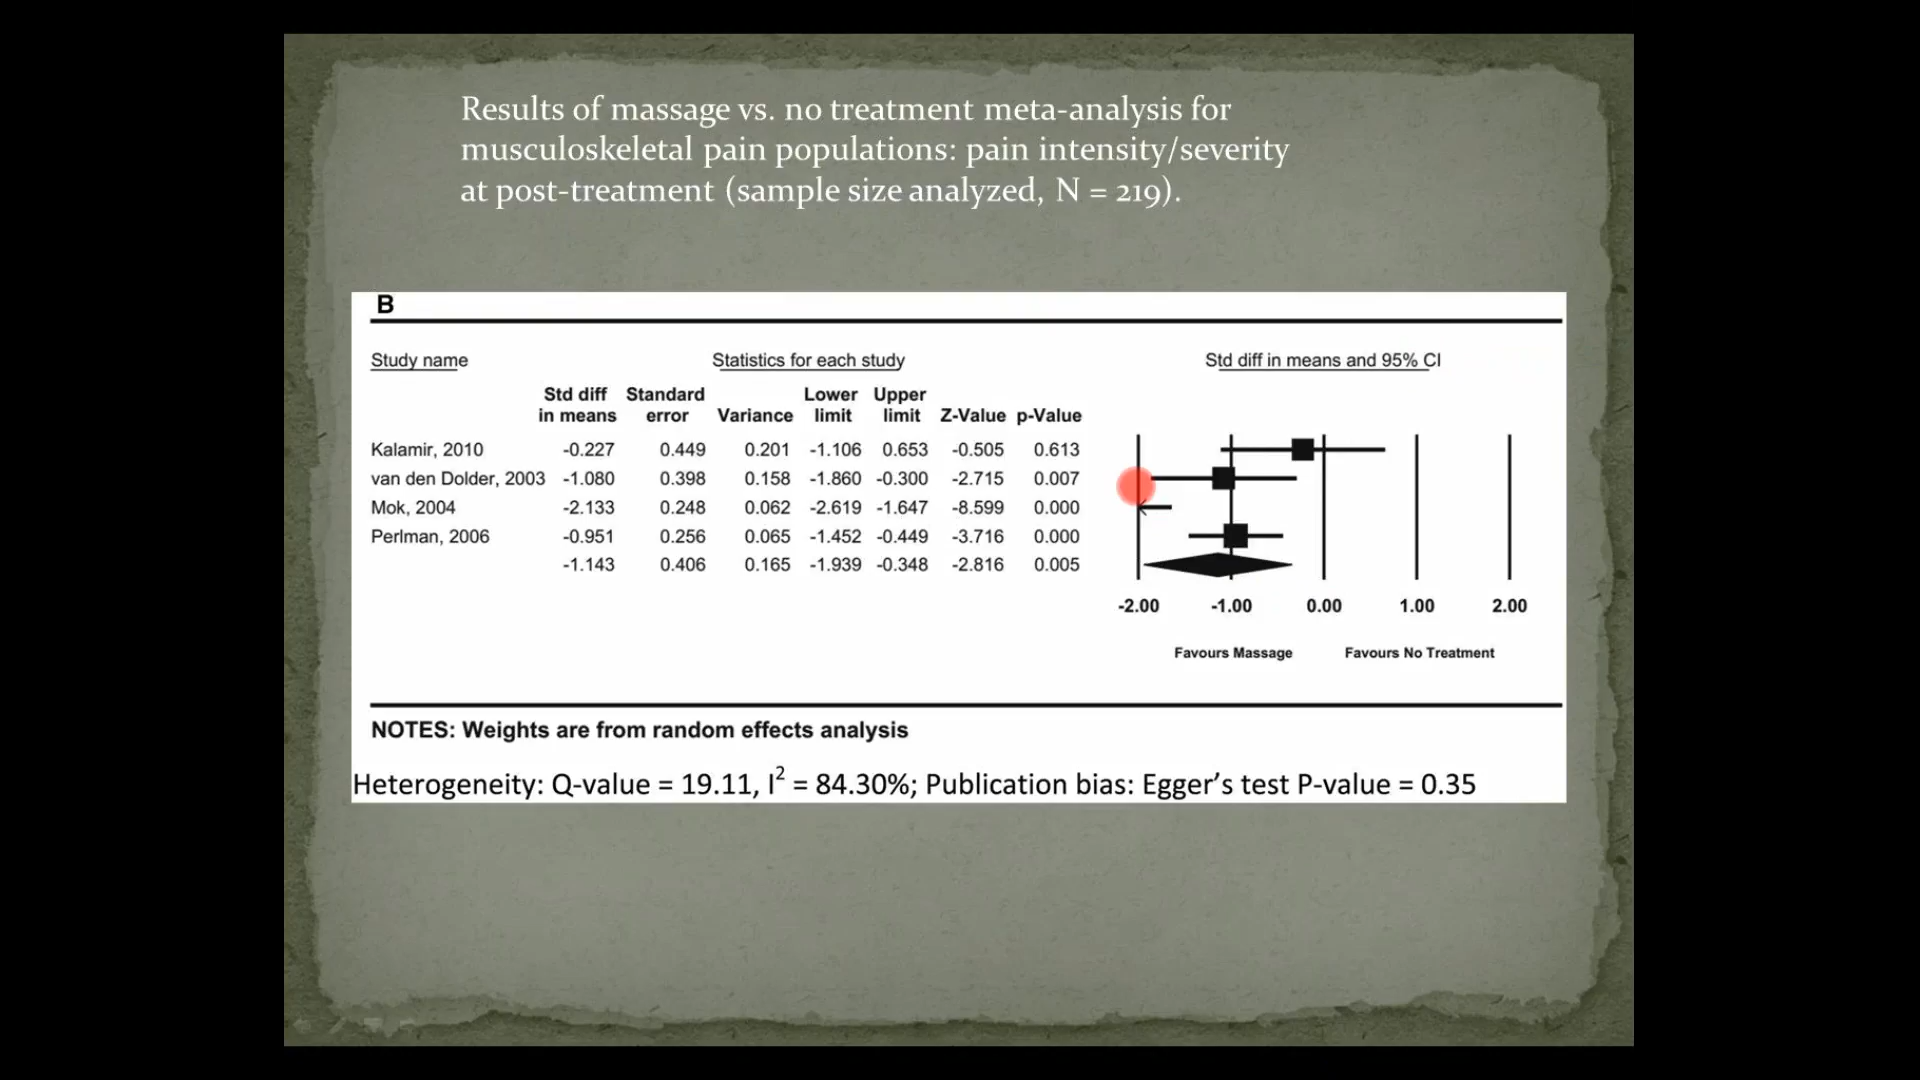 Results of massage vs. no treatment meta-analysis for
musculoskeletal pain populations: pain intensity/severity
at post-treatment (sample size analyzed, N = 219).
B
Study name Statistics for each study Std diff in means and 95% CI
Std diff Standard Lower Upper
in means error Variance limit limit Z-Value p-Value
Kalamir, 2010 -0.227 0.449 0.201 -1.106 0.653 -0.505 0.613
van den Dolder, 2003 -1.080 0.398 0.158 -1.860 -0.300 -2.715 0.007
Mok, 2004 -2.133 0.248 0.062 -2.619 -1.647 -8.599 0.000
Perlman, 2006 -0.951 0.256 0.065 -1.452 -0.449 -3.716 0.000
-1.143 0.406 0.165 -1.939 -0.348 -2.816 0.005
-2.00 -1.00 0.00 1.00 2.00
Favours Massage Favours No Treatment
NOTES: Weights are from random effects analysis
Heterogeneity: Q-value = 19.11, I² = 84.30%; Publication bias: Egger’s test P-value = 0.35